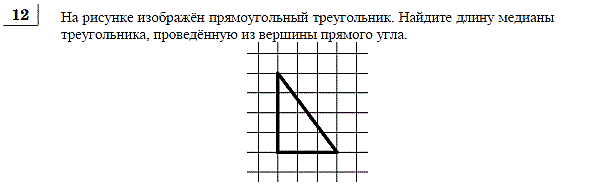 12 На рисунке изображён прямоугольный треугольник. Найдите длину медианы
треугольника, проведённую из вершины прямого угла.